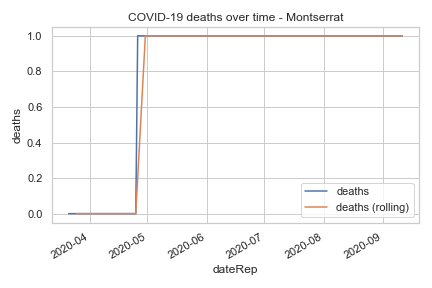 COVID-19 deaths over time - Montserrat
deaths
1.0
0.8
0.6
0.4
0.2
0.0
deaths
deaths (rolling)
2020-04
2020-05
2020-06
2020-07
2020-08
2020-09
dateRep